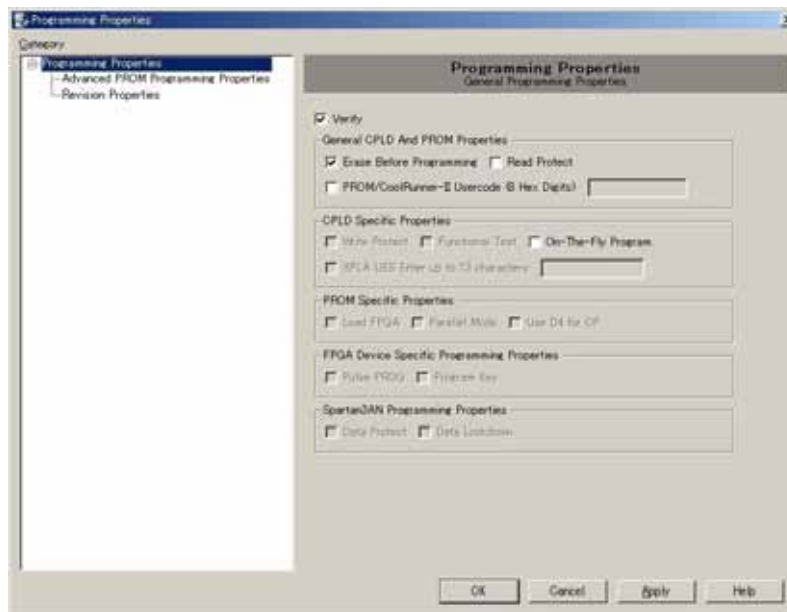 Programming Properties
Category
Programming Properties
Advanced PROM Programming Properties
Revision Properties
Programming Properties
General Programming Properties
Verify
General CPLD And PROM Properties
Erase Before Programming Read Protect
PROM/CoolRunner-II Usercode (8 Hex Digits)
CPLD Specific Properties
Write Protect Functional Test On-The-Fly Program
XPLA UES Enter up to 13 characters
PROM Specific Properties
Load FPGA Parallel Mode Use D4 for CF
FPGA Device Specific Programming Properties
Pulse PROG Program Key
Spartan3AN Programming Properties
Data Protect Data Lockdown
OK Cancel Apply Help